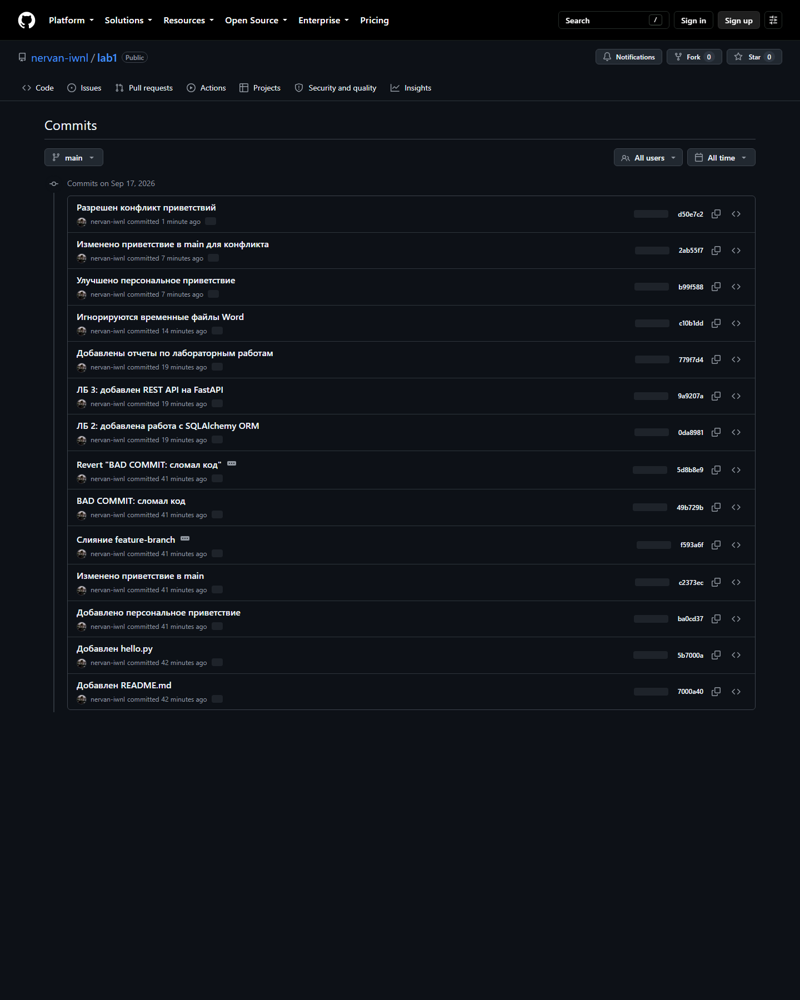 Platform Solutions Resources Open Source Enterprise Pricing Search / Sign in Sign up
nervan-iwnl / lab1 Public Notifications Fork 0 Star 0
Code Issues Pull requests Actions Projects Security and quality Insights
Commits
main All users All time
Commits on Sep 17, 2026
Разрешен конфликт приветствий
nervan-iwnl committed 1 minute ago
d50e7c2
Изменено приветствие в main для конфликта
nervan-iwnl committed 7 minutes ago
2ab55f7
Улучшено персональное приветствие
nervan-iwnl committed 7 minutes ago
b99f588
Игнорируются временные файлы Word
nervan-iwnl committed 14 minutes ago
c10b1dd
Добавлены отчеты по лабораторным работам
nervan-iwnl committed 19 minutes ago
779f7d4
ЛБ 3: добавлен REST API на FastAPI
nervan-iwnl committed 19 minutes ago
9a9207a
ЛБ 2: добавлена работа с SQLAlchemy ORM
nervan-iwnl committed 19 minutes ago
0da8981
Revert "BAD COMMIT: сломал код"
nervan-iwnl committed 41 minutes ago
5d8b8e9
BAD COMMIT: сломал код
nervan-iwnl committed 41 minutes ago
49b729b
Слияние feature-branch
nervan-iwnl committed 41 minutes ago
f593a6f
Изменено приветствие в main
nervan-iwnl committed 41 minutes ago
c2373ec
Добавлено персональное приветствие
nervan-iwnl committed 41 minutes ago
ba0cd37
Добавлен hello.py
nervan-iwnl committed 42 minutes ago
5b7000a
Добавлен README.md
nervan-iwnl committed 42 minutes ago
7000a40